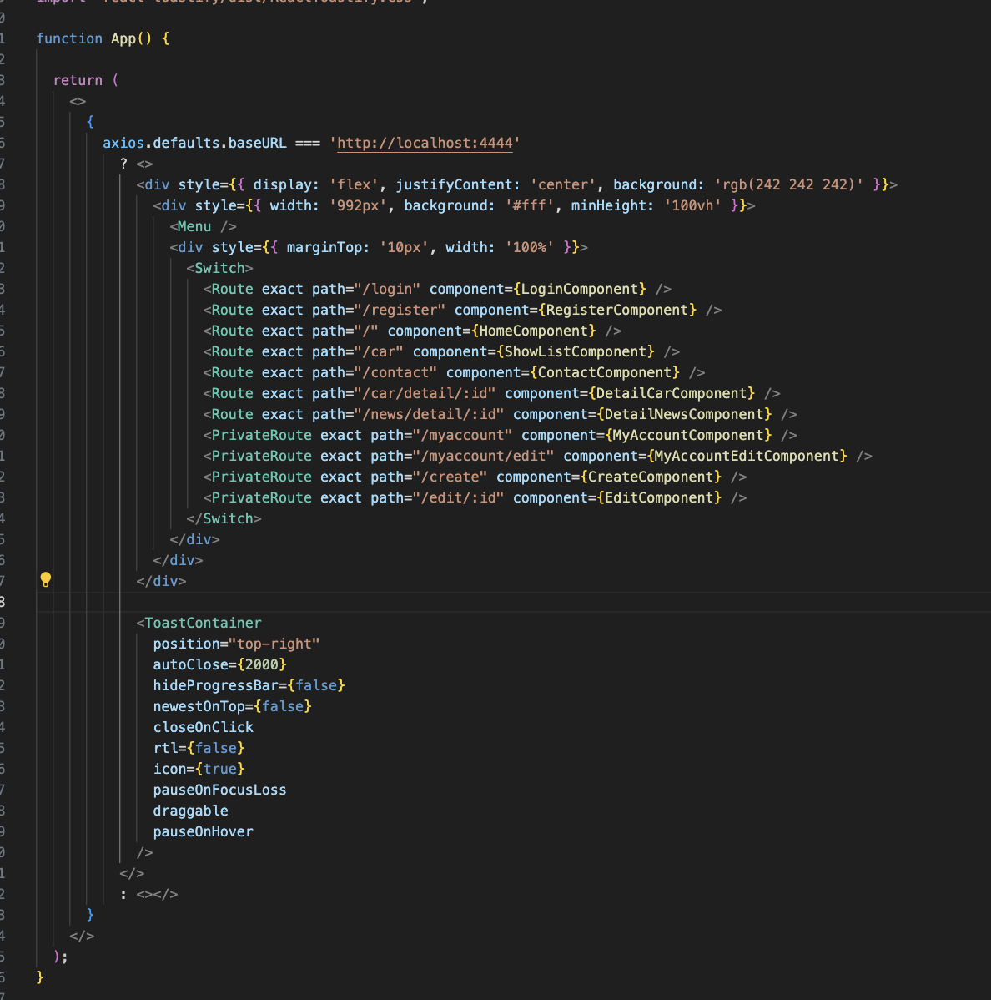 import 'react-toastify/dist/ReactToastify.css';
function App() {
return (
<>
{
axios.defaults.baseURL === 'http://localhost:4444'
? <>
<div style={{ display: 'flex', justifyContent: 'center', background: 'rgb(242 242 242)' }}>
<div style={{ width: '992px', background: '#fff', minHeight: '100vh' }}>
<Menu />
<div style={{ marginTop: '10px', width: '100%' }}>
<Switch>
<Route exact path="/login" component={LoginComponent} />
<Route exact path="/register" component={RegisterComponent} />
<Route exact path="/" component={HomeComponent} />
<Route exact path="/car" component={ShowListComponent} />
<Route exact path="/contact" component={ContactComponent} />
<Route exact path="/car/detail/:id" component={DetailCarComponent} />
<Route exact path="/news/detail/:id" component={DetailNewsComponent} />
<PrivateRoute exact path="/myaccount" component={MyAccountComponent} />
<PrivateRoute exact path="/myaccount/edit" component={MyAccountEditComponent} />
<PrivateRoute exact path="/create" component={CreateComponent} />
<PrivateRoute exact path="/edit/:id" component={EditComponent} />
</Switch>
</div>
</div>
</div>
<ToastContainer
position="top-right"
autoClose={2000}
hideProgressBar={false}
newestOnTop={false}
closeOnClick
rtl={false}
icon={true}
pauseOnFocusLoss
draggable
pauseOnHover
/>
</>
: <></>
}
</>
);
}